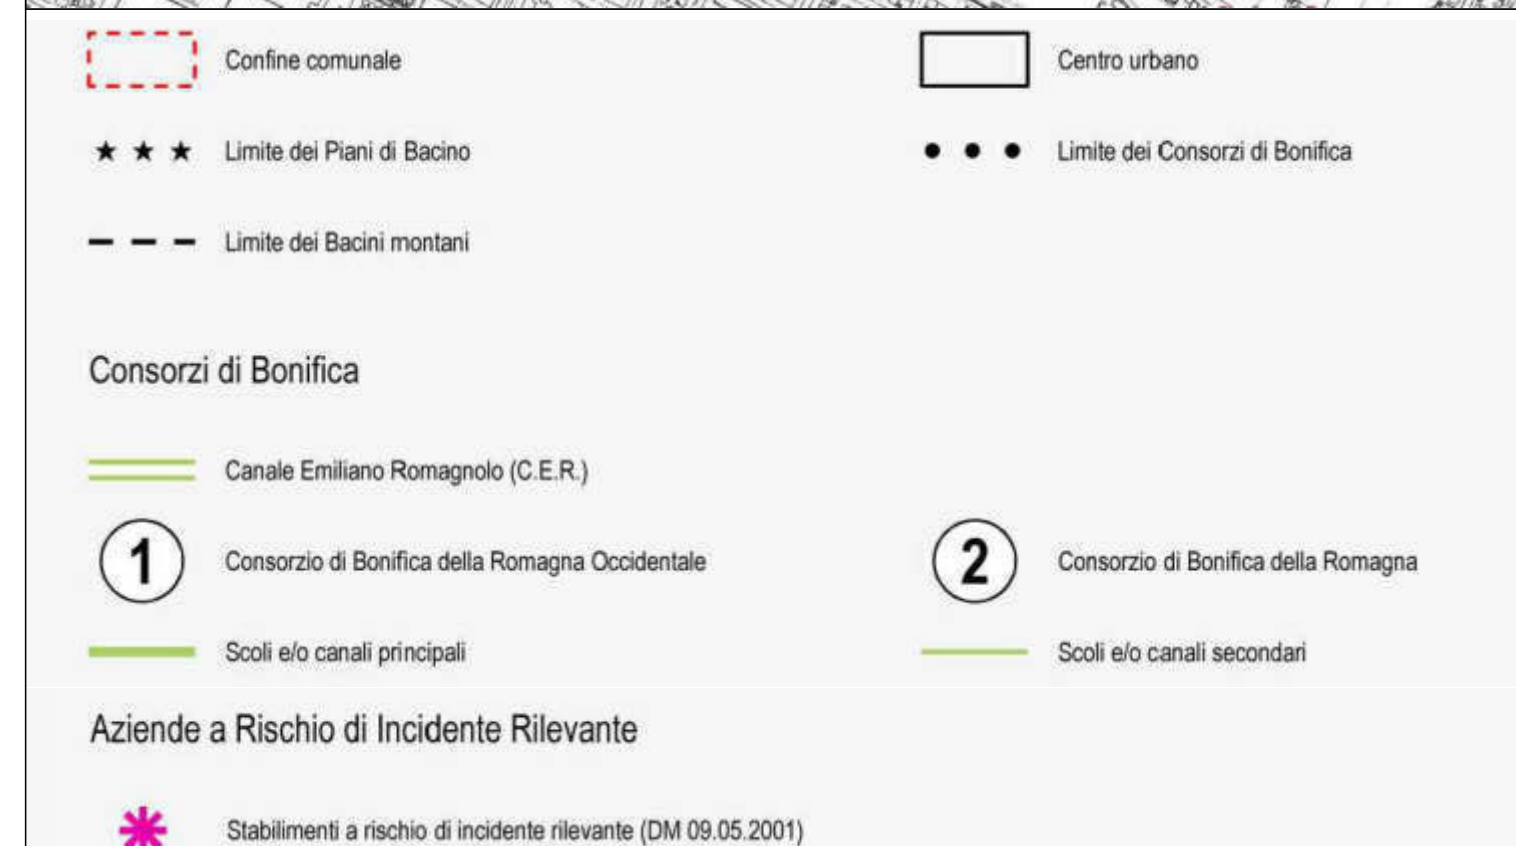 Confine comunale
Centro urbano
Limite dei Piani di Bacino
Limite dei Consorzi di Bonifica
Limite dei Bacini montani
Consorzi di Bonifica
Canale Emiliano Romagnolo (C.E.R.)
1
Consorzio di Bonifica della Romagna Occidentale
2
Consorzio di Bonifica della Romagna
Scoli e/o canali principali
Scoli e/o canali secondari
Aziende a Rischio di Incidente Rilevante
Stabilimenti a rischio di incidente rilevante (DM 09.05.2001)